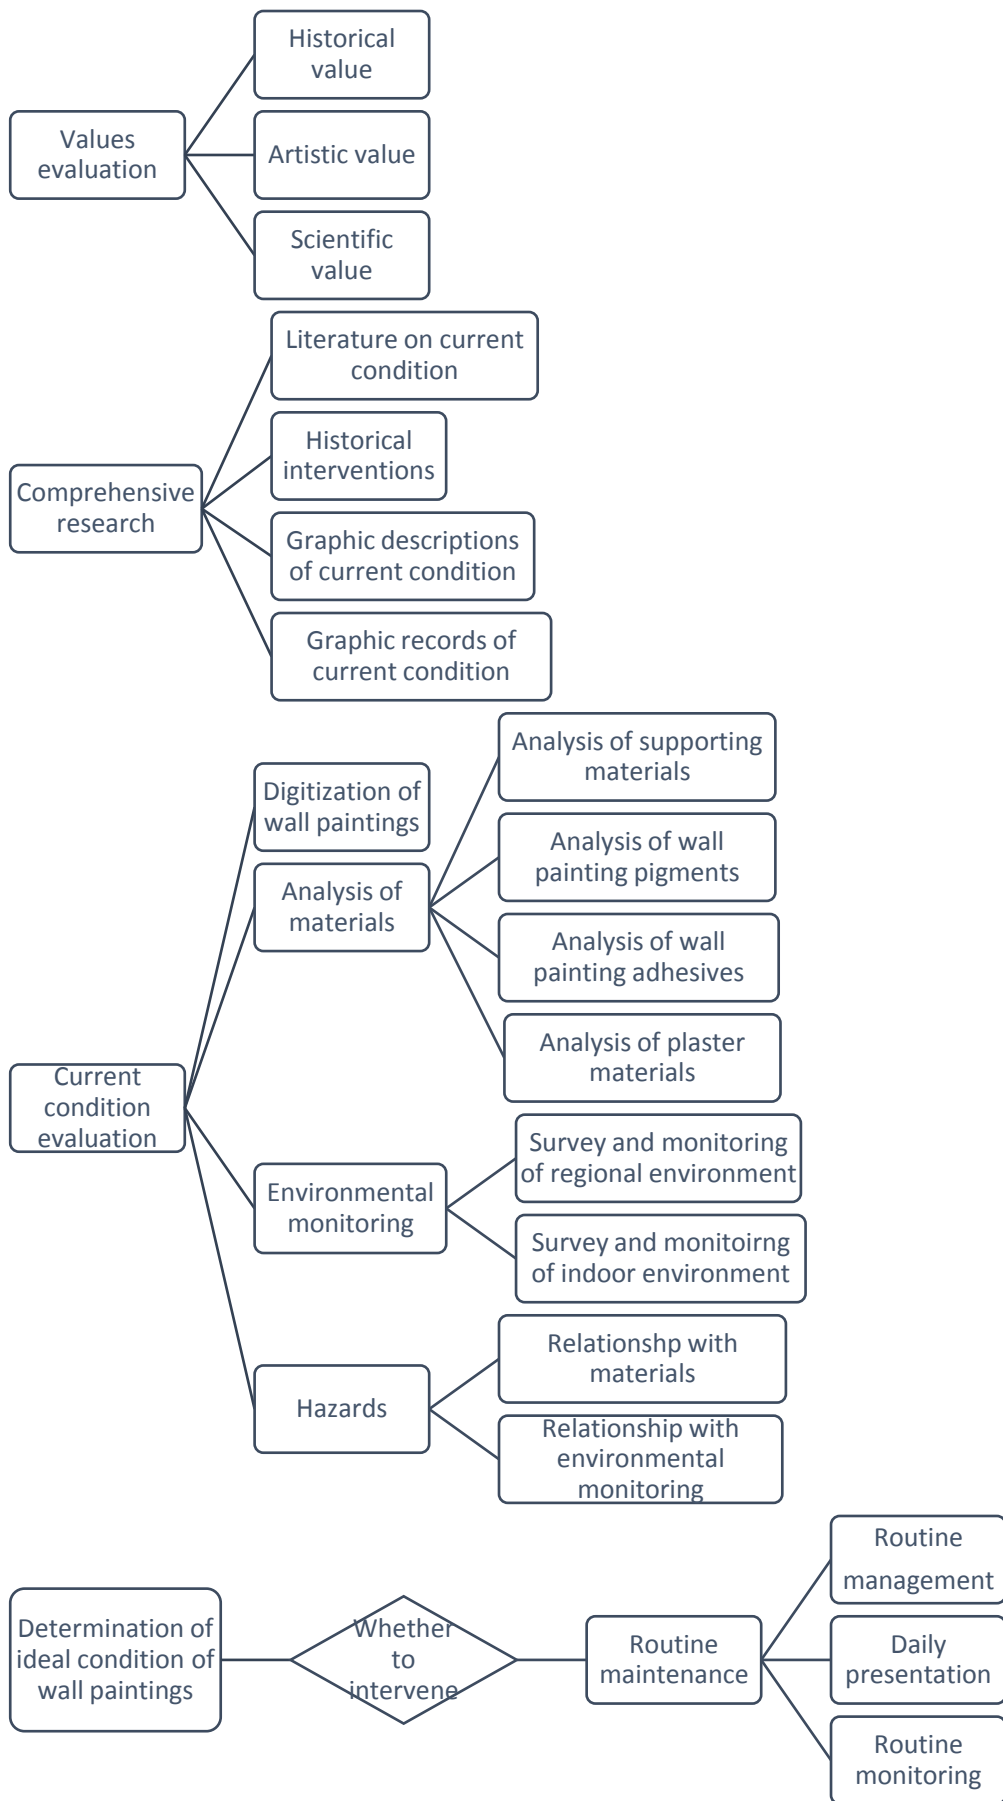 Historical
value
Values
evaluation
Artistic value
Scientific
value
Literature on current
condition
Historical
interventions
Comprehensive
research
Graphic descriptions
of current condition
Graphic records of
current condition
Analysis of supporting
materials
Digitization of
wall paintings
Analysis of wall
painting pigments
Analysis of
materials
Analysis of wall
painting adhesives
Analysis of plaster
materials
Current
condition
evaluation
Survey and monitoring
of regional environment
Environmental
monitoring
Survey and monitoirng
of indoor environment
Relationshp with
materials
Hazards
Relationship with
environmental
monitoring
Routine
management
Determination of
ideal condition of
wall paintings
Whether
to
intervene
Routine
maintenance
Daily
presentation
Routine
monitoring